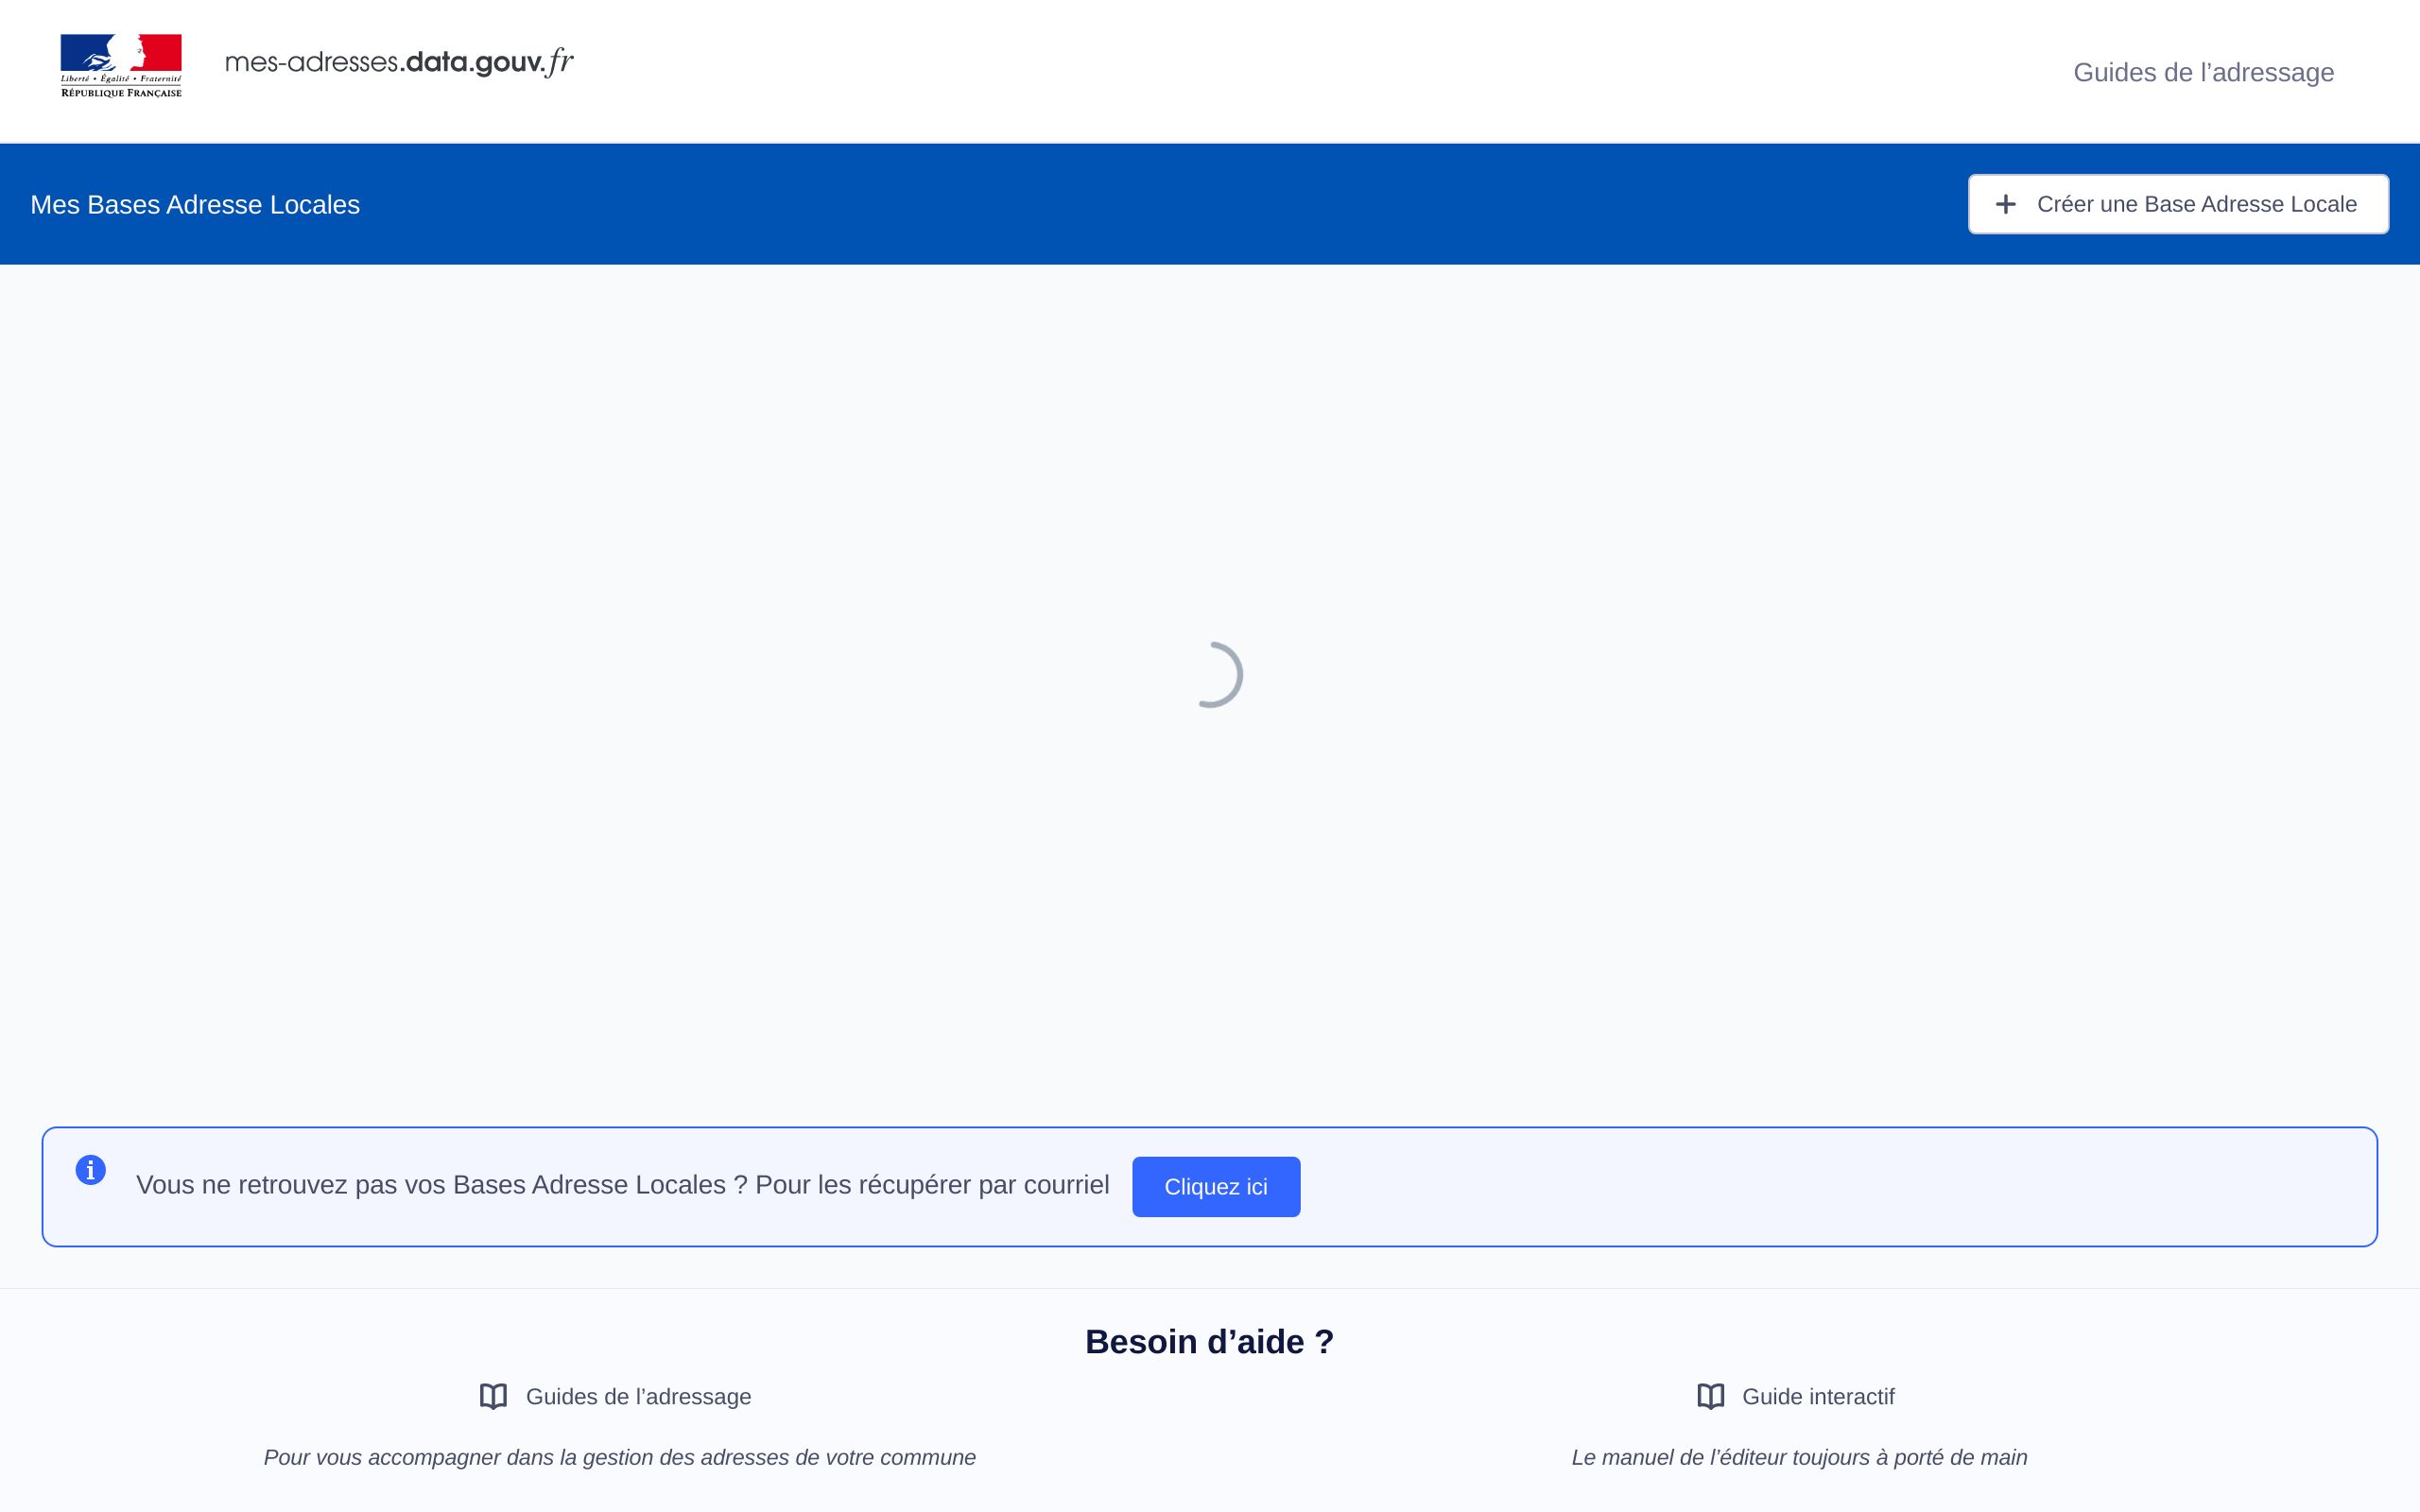 Liberté • Égalité • Fraternité
RÉPUBLIQUE FRANÇAISE
mes-adresses.data.gouv.fr
Guides de l’adressage
Mes Bases Adresse Locales
Créer une Base Adresse Locale
Vous ne retrouvez pas vos Bases Adresse Locales ? Pour les récupérer par courriel
Cliquez ici
Besoin d’aide ?
Guides de l’adressage
Guide interactif
Pour vous accompagner dans la gestion des adresses de votre commune
Le manuel de l’éditeur toujours à porté de main